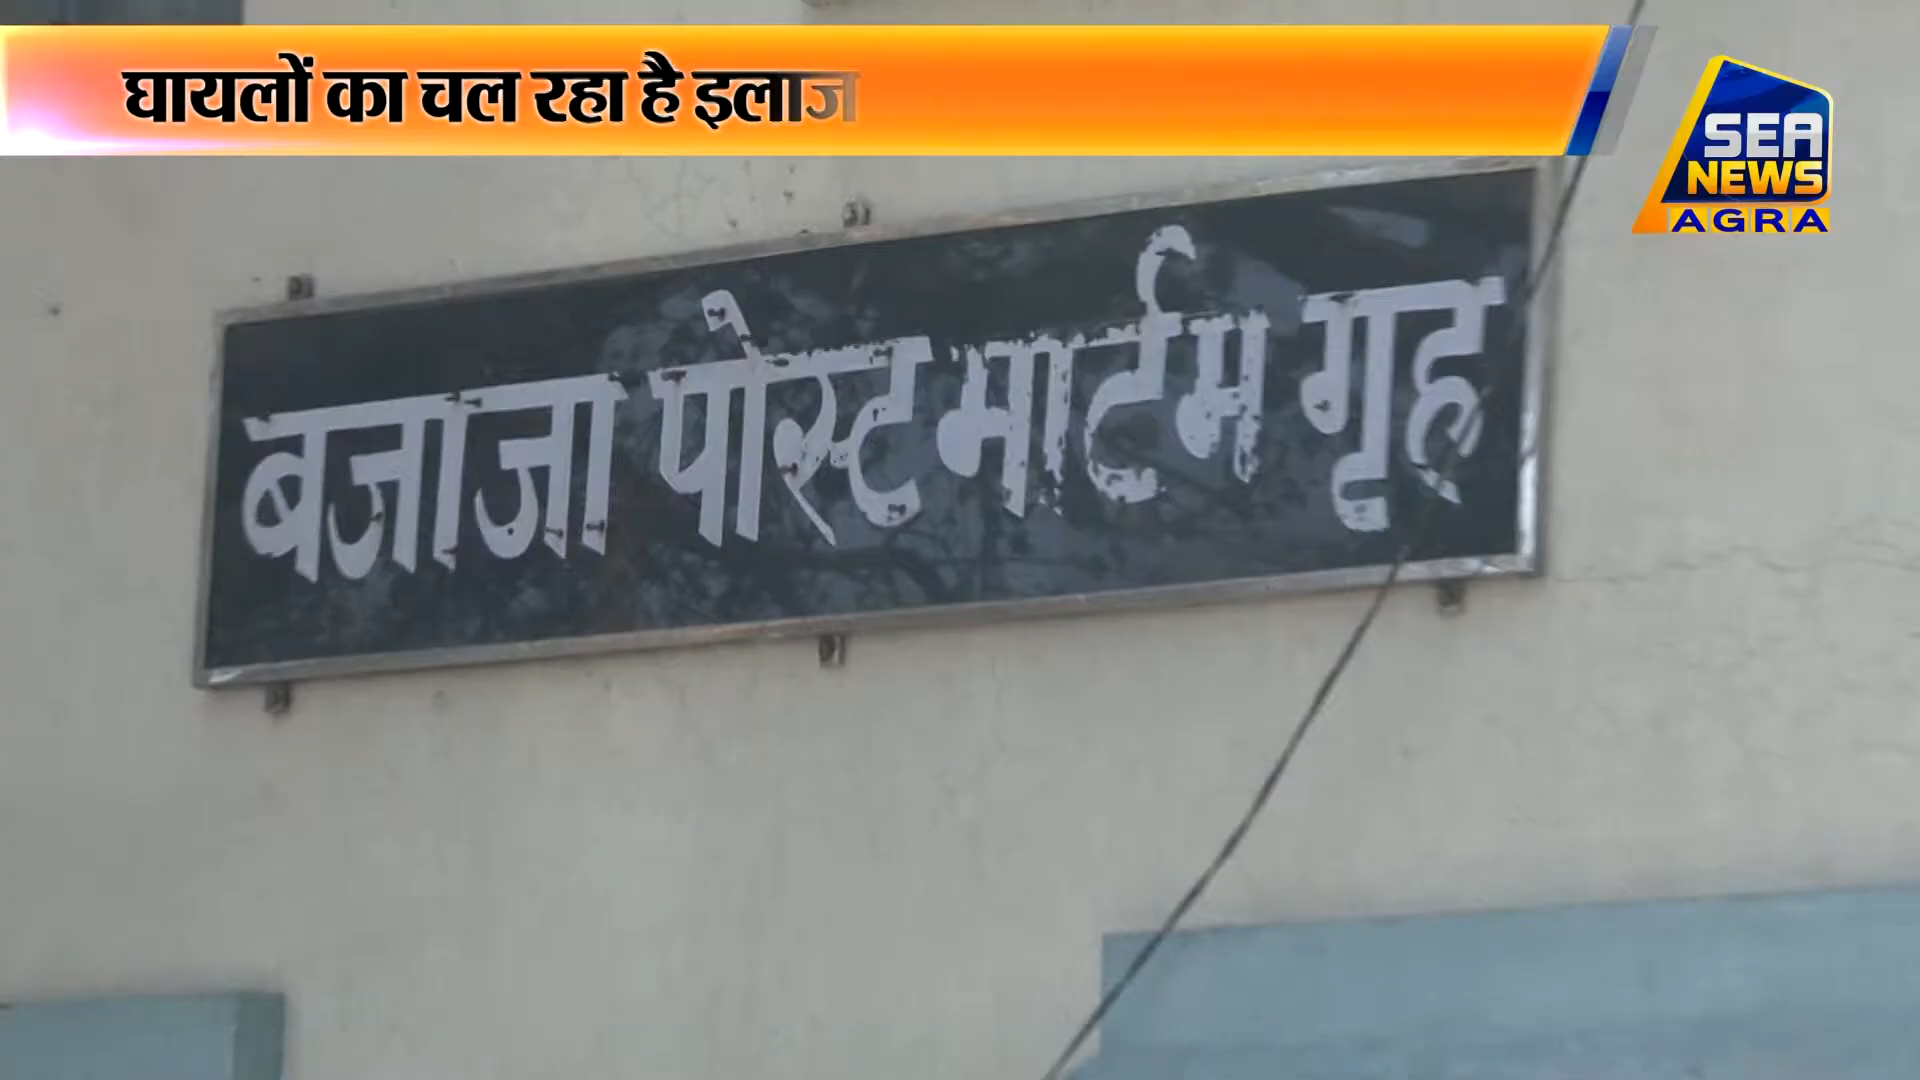 घायलों का चल रहा है इलाज
SEA
NEWS
AGRA
बजाजा पोस्टमार्टम गृह